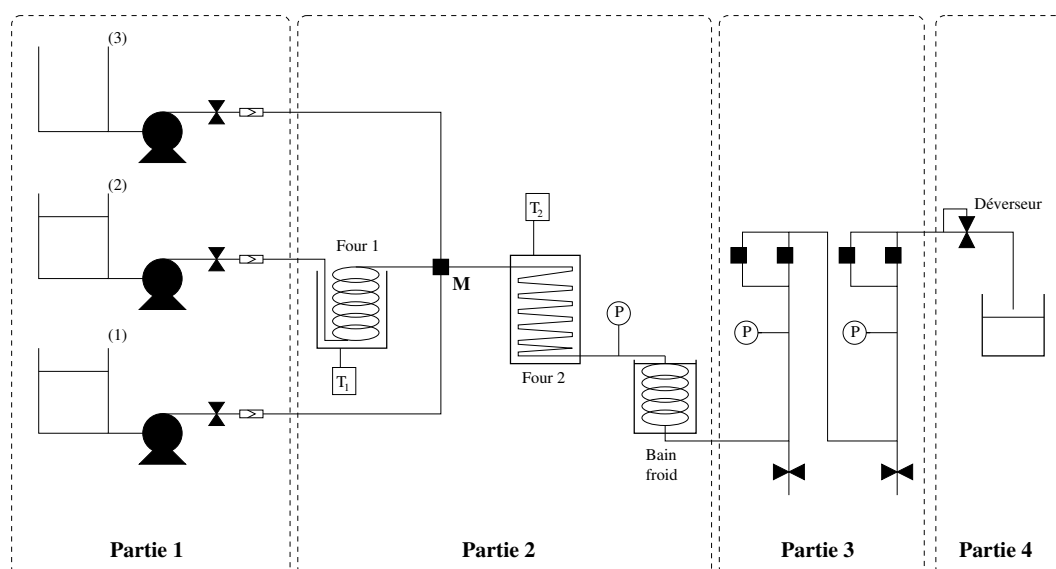 (3)
(2)
(1)
Four 1
T1
M
T2
Four 2
P
Bain
froid
P
P
Déverseur
Partie 1
Partie 2
Partie 3
Partie 4